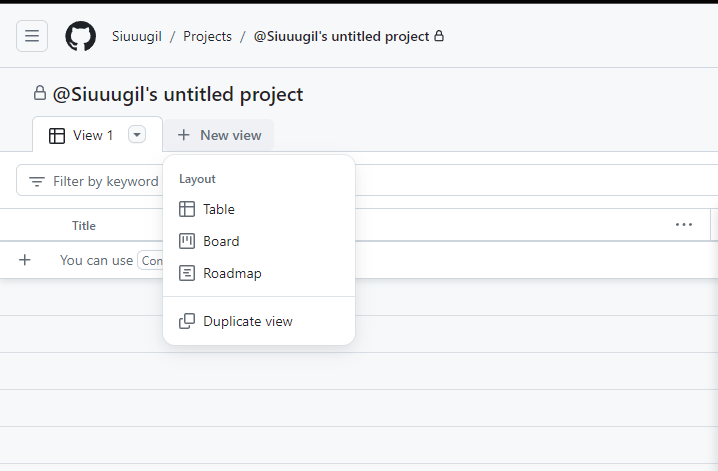 Siuuugil / Projects / @Siuuugil's untitled project
@Siuuugil's untitled project
View 1
New view
Filter by keyword
Layout
Table
Board
Roadmap
Duplicate view
Title
You can use